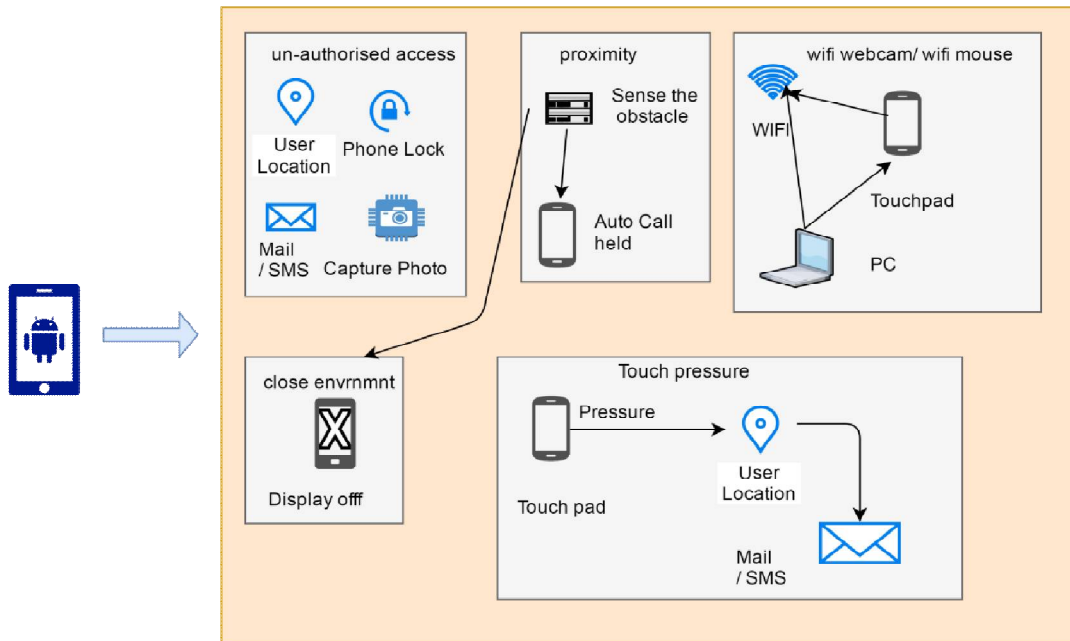 un-authorised access
User
Location
Phone Lock
Mail
/ SMS
Capture Photo
proximity
Sense the
obstacle
Auto Call
held
wifi webcam/ wifi mouse
WIFI
Touchpad
PC
close envrnmnt
Display offf
Touch pressure
Pressure
Touch pad
User
Location
Mail
/ SMS